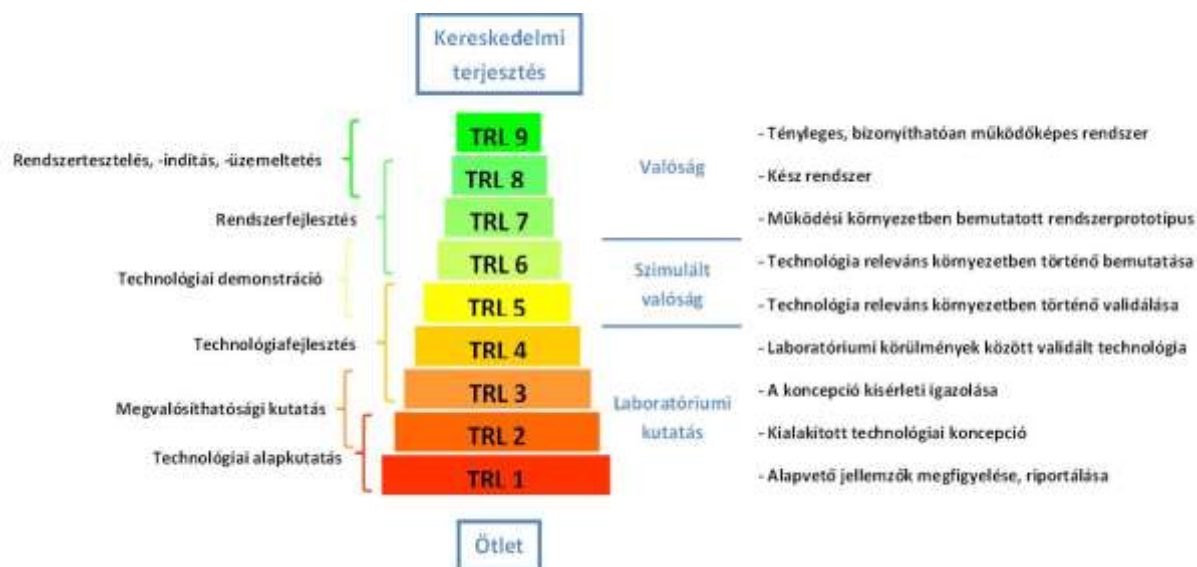 Kereskedelmi
terjesztés
TRL 9
TRL 8
TRL 7
TRL 6
TRL 5
TRL 4
TRL 3
TRL 2
TRL 1
Ötlet
Rendszertesztelés, -indítás, -üzemeltetés
Rendszerfejlesztés
Technológiai demonstráció
Technológiafejlesztés
Megvalósíthatósági kutatás
Technológiai alapkutatás
Valóság
Szimulált
valóság
Laboratóriumi
kutatás
- Tényleges, bizonyíthatóan működőképes rendszer
- Kész rendszer
- Működési környezetben bemutatott rendszerprototípus
- Technológia releváns környezetben történő bemutatása
- Technológia releváns környezetben történő validálása
- Laboratóriumi körülmények között validált technológia
- A koncepció kísérleti igazolása
- Kialakított technológiai koncepció
- Alapvető jellemzők megfigyelése, riportálása